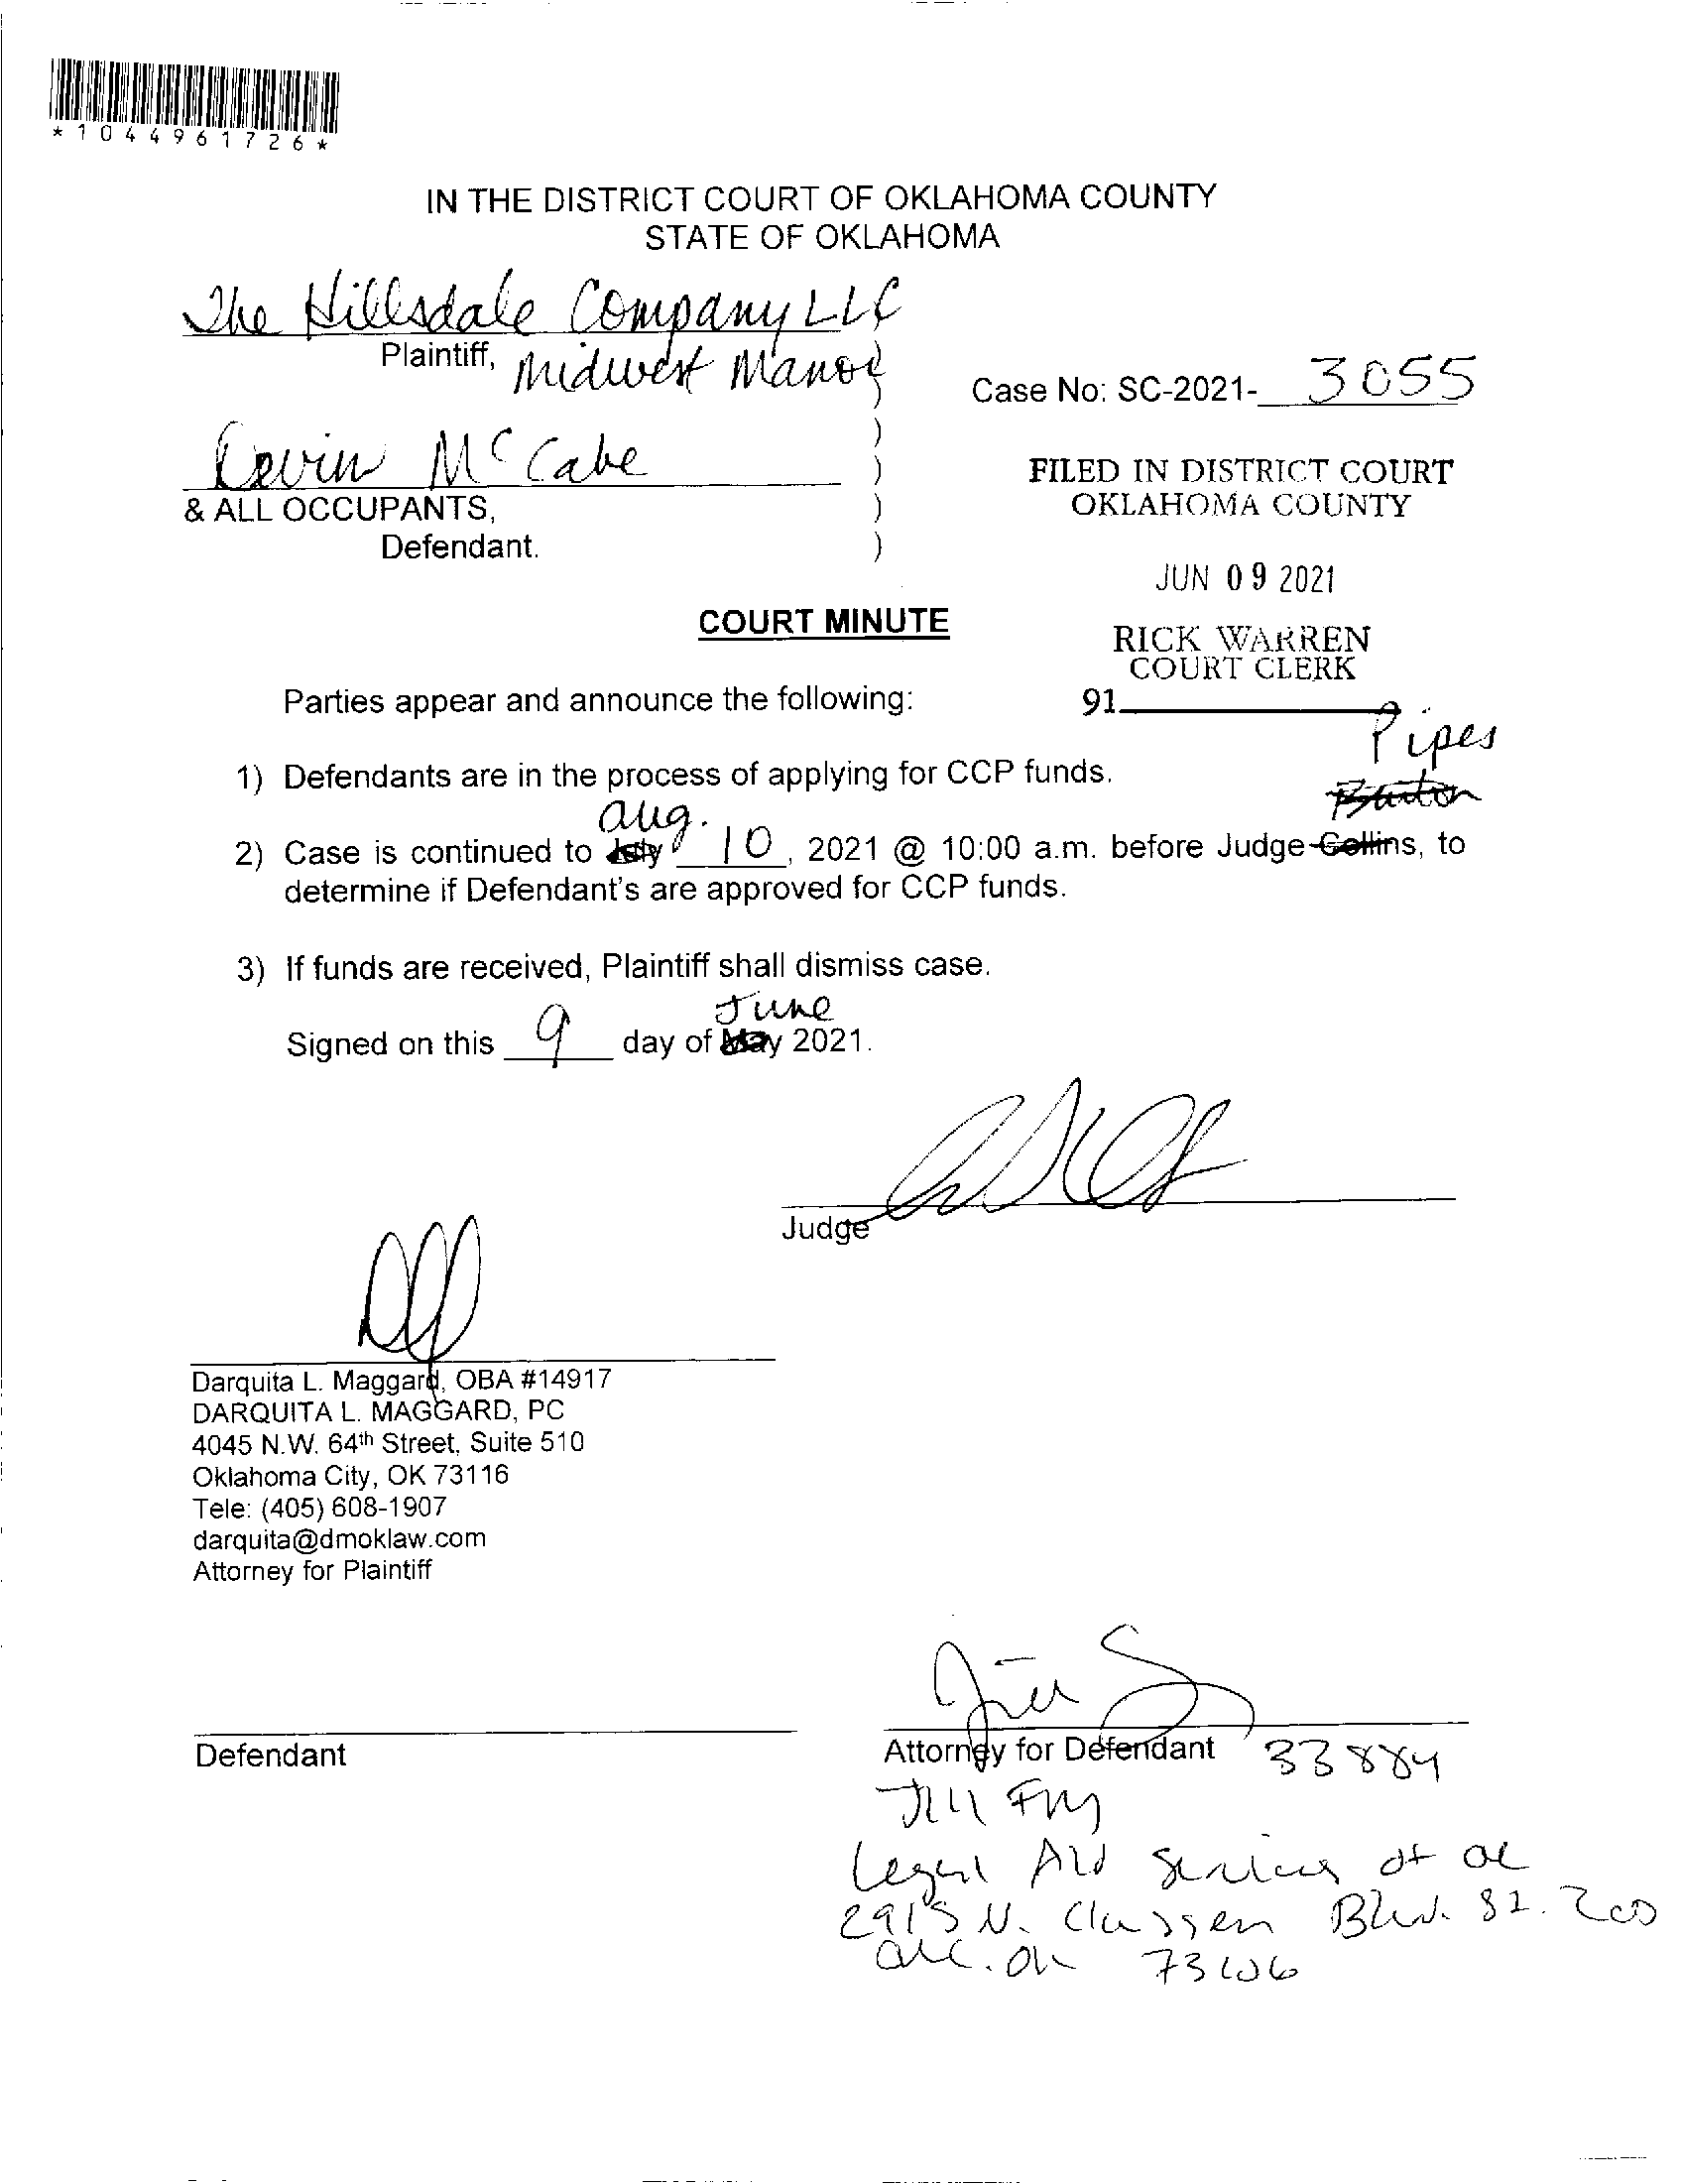 *1044961726*
IN THE DISTRICT COURT OF OKLAHOMA COUNTY
STATE OF OKLAHOMA
The Hillsdale Company LLC
Plaintiff, Midwest Manor )
)
Case No: SC-2021- 3055
)
Kevin McCabe )
& ALL OCCUPANTS, )
Defendant. )
FILED IN DISTRICT COURT
OKLAHOMA COUNTY
JUN 09 2021
RICK WARREN
COURT CLERK
91
COURT MINUTE
Parties appear and announce the following:
1) Defendants are in the process of applying for CCP funds.
Pipes
Aug.
2) Case is continued to July 10, 2021 @ 10:00 a.m. before Judge Collins, to
determine if Defendant's are approved for CCP funds.
3) If funds are received, Plaintiff shall dismiss case.
June
Signed on this 9 day of May 2021.
Judge
Darquita L. Maggard, OBA #14917
DARQUITA L. MAGGARD, PC
4045 N.W. 64th Street, Suite 510
Oklahoma City, OK 73116
Tele: (405) 608-1907
darquita@dmoklaw.com
Attorney for Plaintiff
Defendant
Attorney for Defendant 33884
Jill Fry
Legal Aid Services of OK
2915 N. Classen Blvd. 200
OKC. OK 73106